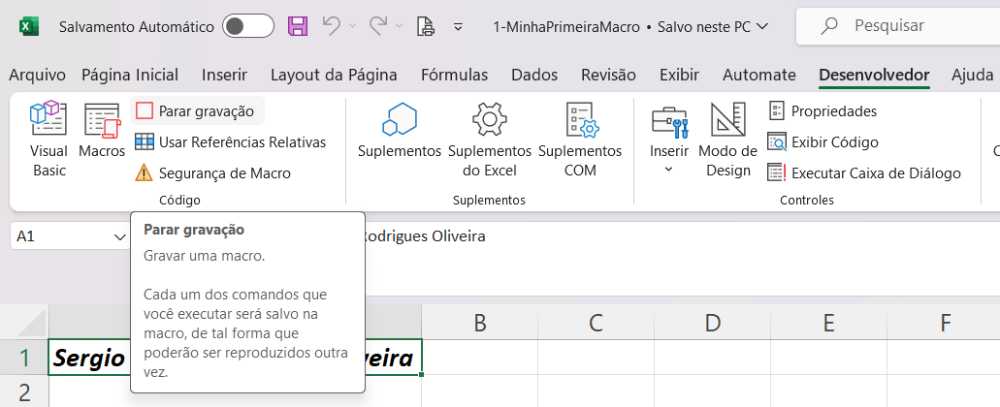 Salvamento Automático
1-MinhaPrimeiraMacro • Salvo neste PC
Pesquisar
Arquivo Página Inicial Inserir Layout da Página Fórmulas Dados Revisão Exibir Automate Desenvolvedor Ajuda
Visual Basic
Macros
Parar gravação
Usar Referências Relativas
Segurança de Macro
Código
Suplementos
Suplementos do Excel
Suplementos COM
Suplementos
Inserir
Modo de Design
Propriedades
Exibir Código
Executar Caixa de Diálogo
Controles
A1
Rodrigues Oliveira
Parar gravação
Gravar uma macro.
Cada um dos comandos que
você executar será salvo na
macro, de tal forma que
poderão ser reproduzidos outra
vez.
B C D E F
1 Sergio veira
2